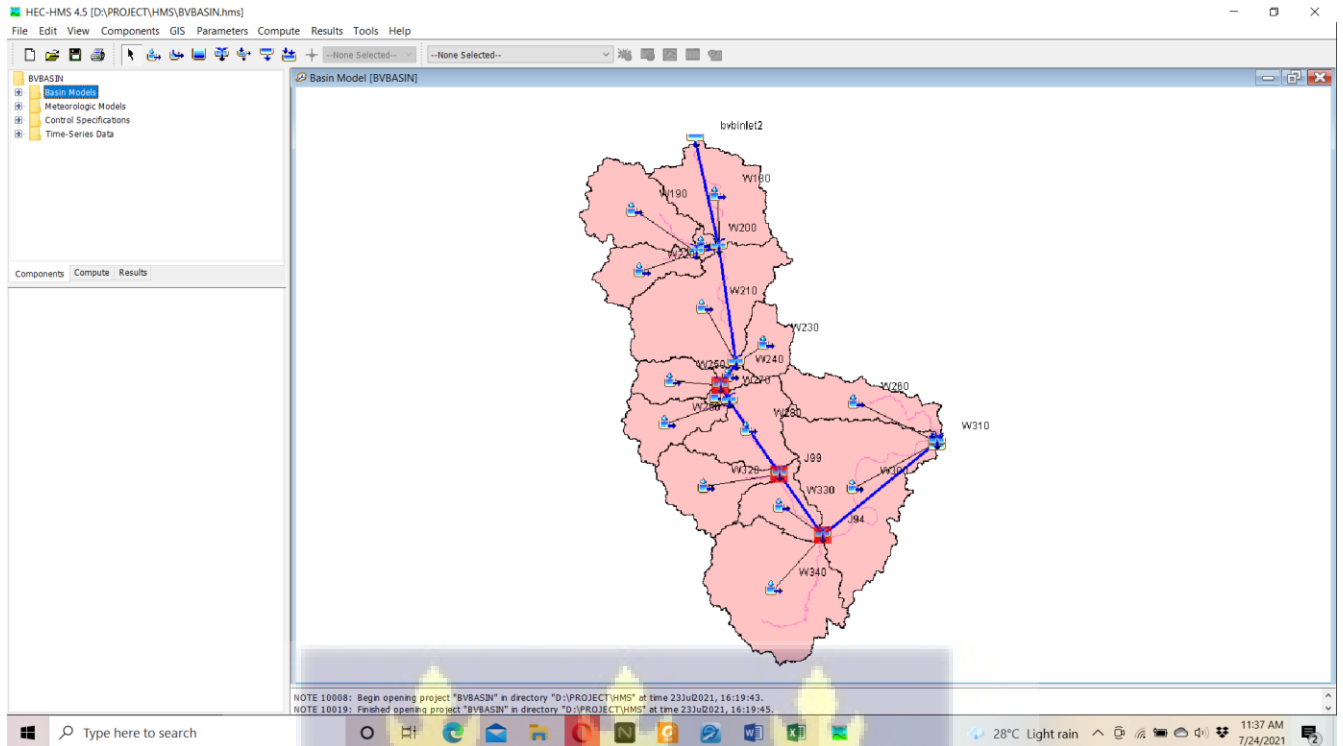 HEC-HMS 4.5 [D:\PROJECT\HMS\BVBASIN.hms]
File Edit View Components GIS Parameters Compute Results Tools Help
--None Selected-- --None Selected--
BVBASIN
Basin Models
Meteorologic Models
Control Specifications
Time-Series Data
Components Compute Results
Basin Model [BVBASIN]
bvbinlet2
W180
W190
W200
W210
W230
W240
W270
W260
W310
J99
W320
W330
J94
W340
NOTE 10008: Begin opening project "BVBASIN" in directory "D:\PROJECT\HMS" at time 23Jul2021, 16:19:43.
NOTE 10019: Finished opening project "BVBASIN" in directory "D:\PROJECT\HMS" at time 23Jul2021, 16:19:45.
Type here to search
28°C Light rain
11:37 AM
7/24/2021
2